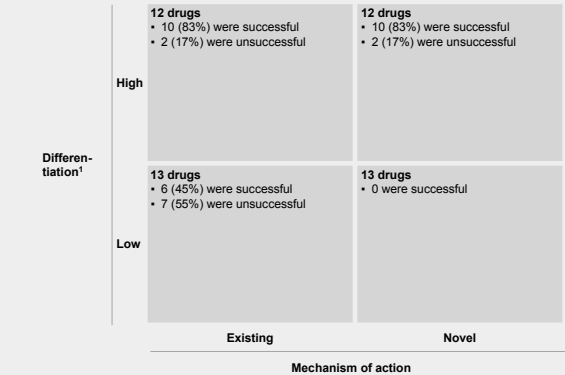 12 drugs
▪ 10 (83%) were successful
▪ 2 (17%) were unsuccessful
12 drugs
▪ 10 (83%) were successful
▪ 2 (17%) were unsuccessful
High
Differen-
tiation¹
13 drugs
▪ 6 (45%) were successful
▪ 7 (55%) were unsuccessful
13 drugs
▪ 0 were successful
Low
Existing
Novel
Mechanism of action